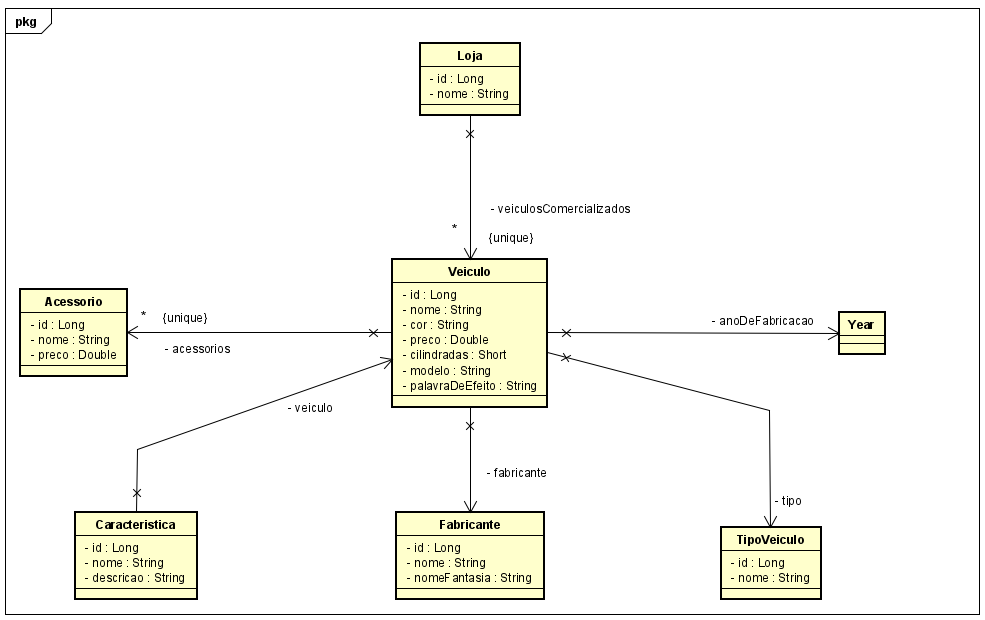 pkg
Loja
- id : Long
- nome : String
- veiculosComercializados
*
{unique}
Veiculo
- id : Long
- nome : String
- cor : String
- preco : Double
- cilindradas : Short
- modelo : String
- palavraDeEfeito : String
Acessorio
- id : Long
- nome : String
- preco : Double
*
{unique}
- acessorios
- anoDeFabricacao
Year
- veiculo
- fabricante
- tipo
Caracteristica
- id : Long
- nome : String
- descricao : String
Fabricante
- id : Long
- nome : String
- nomeFantasia : String
TipoVeiculo
- id : Long
- nome : String